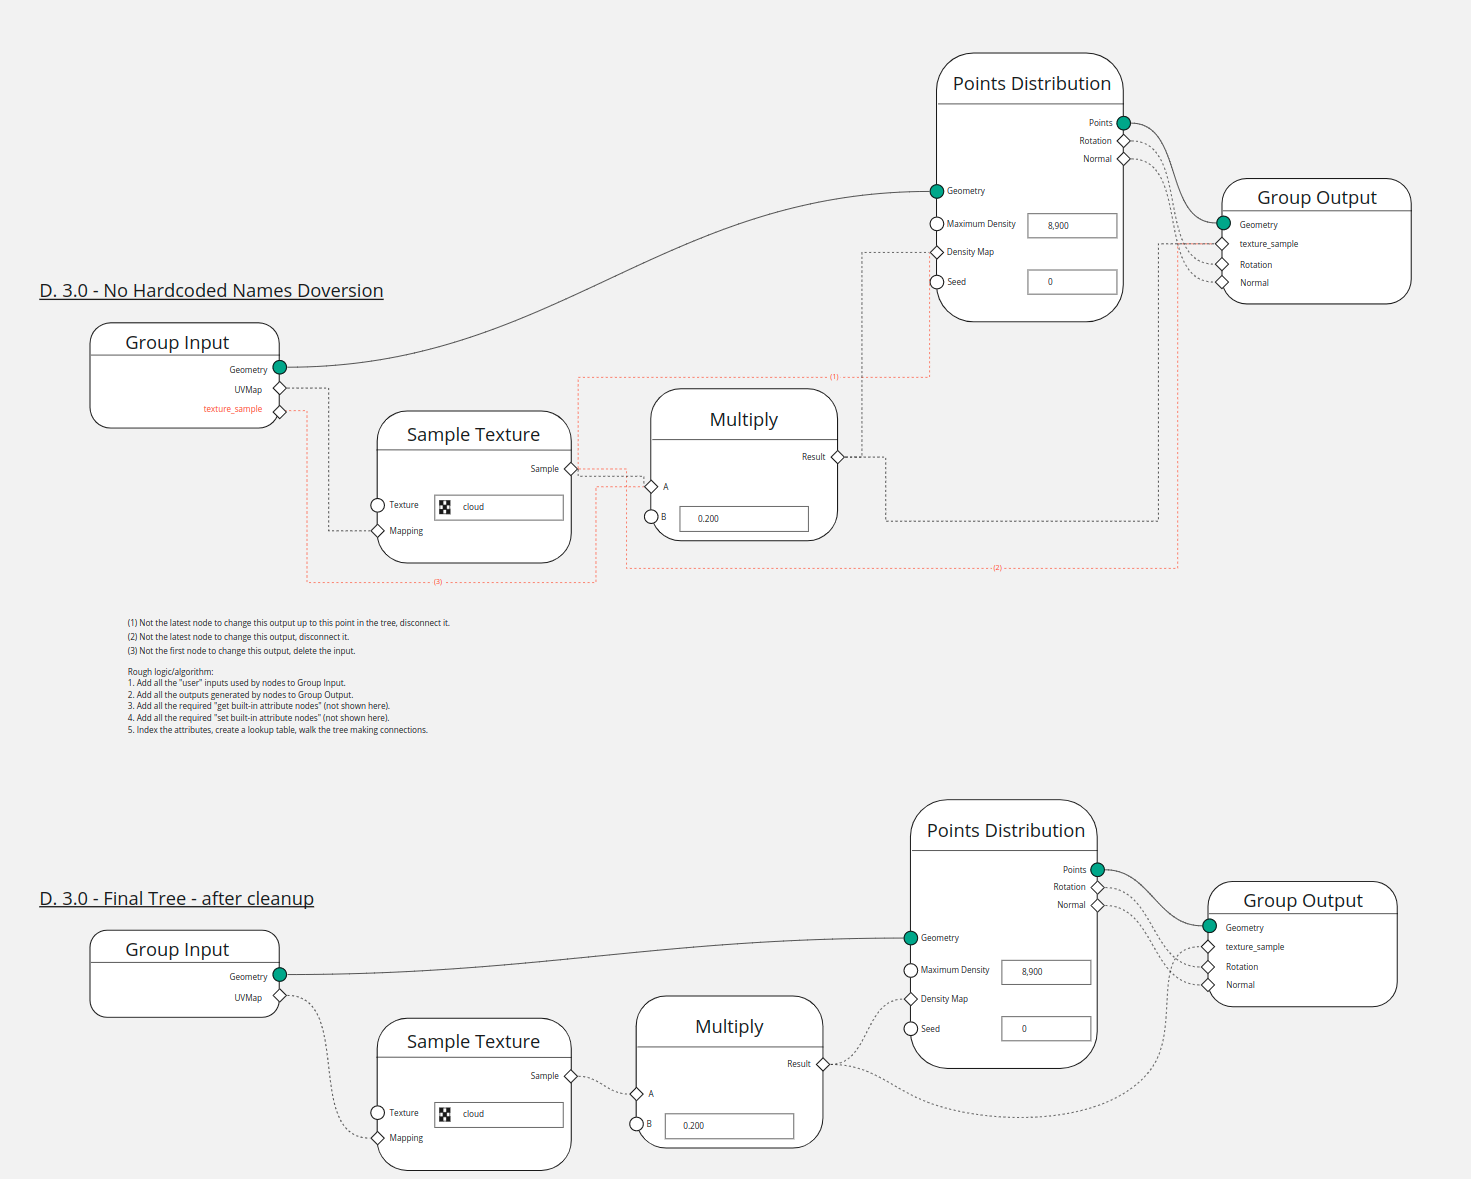 Points Distribution
Points
Rotation
Normal
Geometry
Maximum Density
8,900
Density Map
Seed
0
Group Output
Geometry
texture_sample
Rotation
Normal
D. 3.0 - No Hardcoded Names Doversion
Group Input
Geometry
UVMap
texture_sample
Sample Texture
Sample
Texture
cloud
Mapping
Multiply
Result
A
B
0.200
(1)
(2)
(3)
(1) Not the latest node to change this output up to this point in the tree, disconnect it.
(2) Not the latest node to change this output, disconnect it.
(3) Not the first node to change this output, delete the input.
Rough logic/algorithm:
1. Add all the "user" inputs used by nodes to Group Input.
2. Add all the outputs generated by nodes to Group Output.
3. Add all the required "get built-in attribute nodes" (not shown here).
4. Add all the required "set built-in attribute nodes" (not shown here).
5. Index the attributes, create a lookup table, walk the tree making connections.
Points Distribution
Points
Rotation
Normal
Geometry
Maximum Density
8,900
Density Map
Seed
0
Group Output
Geometry
texture_sample
Rotation
Normal
D. 3.0 - Final Tree - after cleanup
Group Input
Geometry
UVMap
Sample Texture
Sample
Texture
cloud
Mapping
Multiply
Result
A
B
0.200